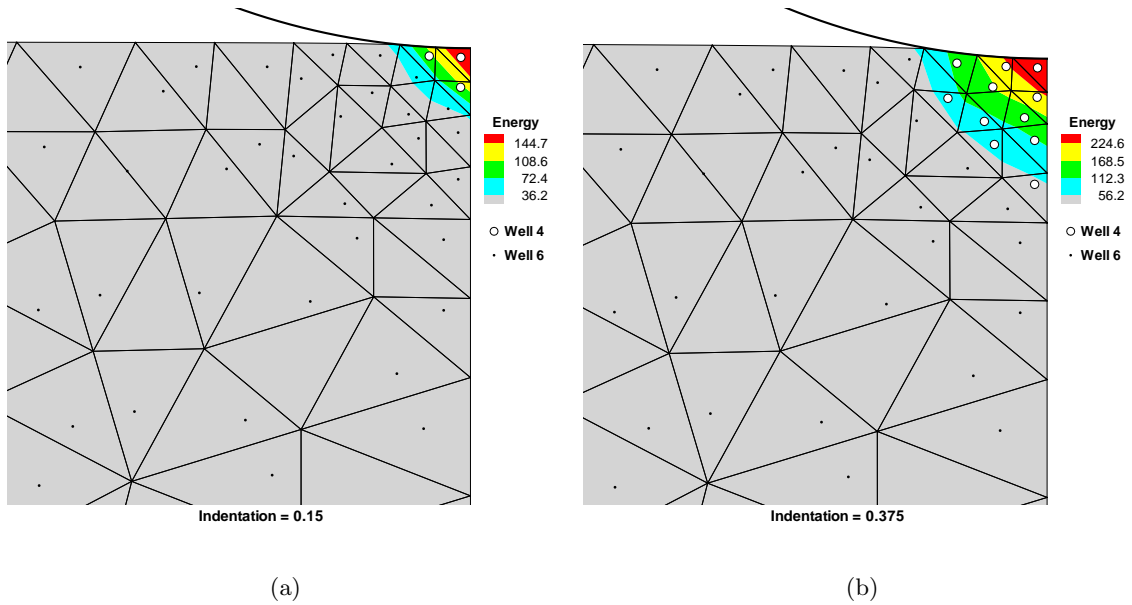 Energy
144.7
108.6
72.4
36.2
Well 4
Well 6
Indentation = 0.15
(a)
Energy
224.6
168.5
112.3
56.2
Well 4
Well 6
Indentation = 0.375
(b)